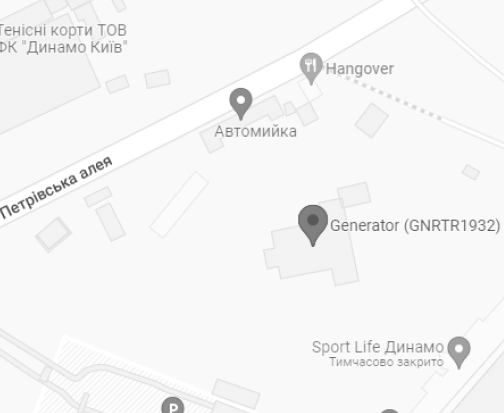 Тенісні корти ТОВ
ФК "Динамо Київ"
Hangover
Автомийка
Петрівська алея
Generator (GNRTR1932)
Sport Life Динамо
Тимчасово закрито
P